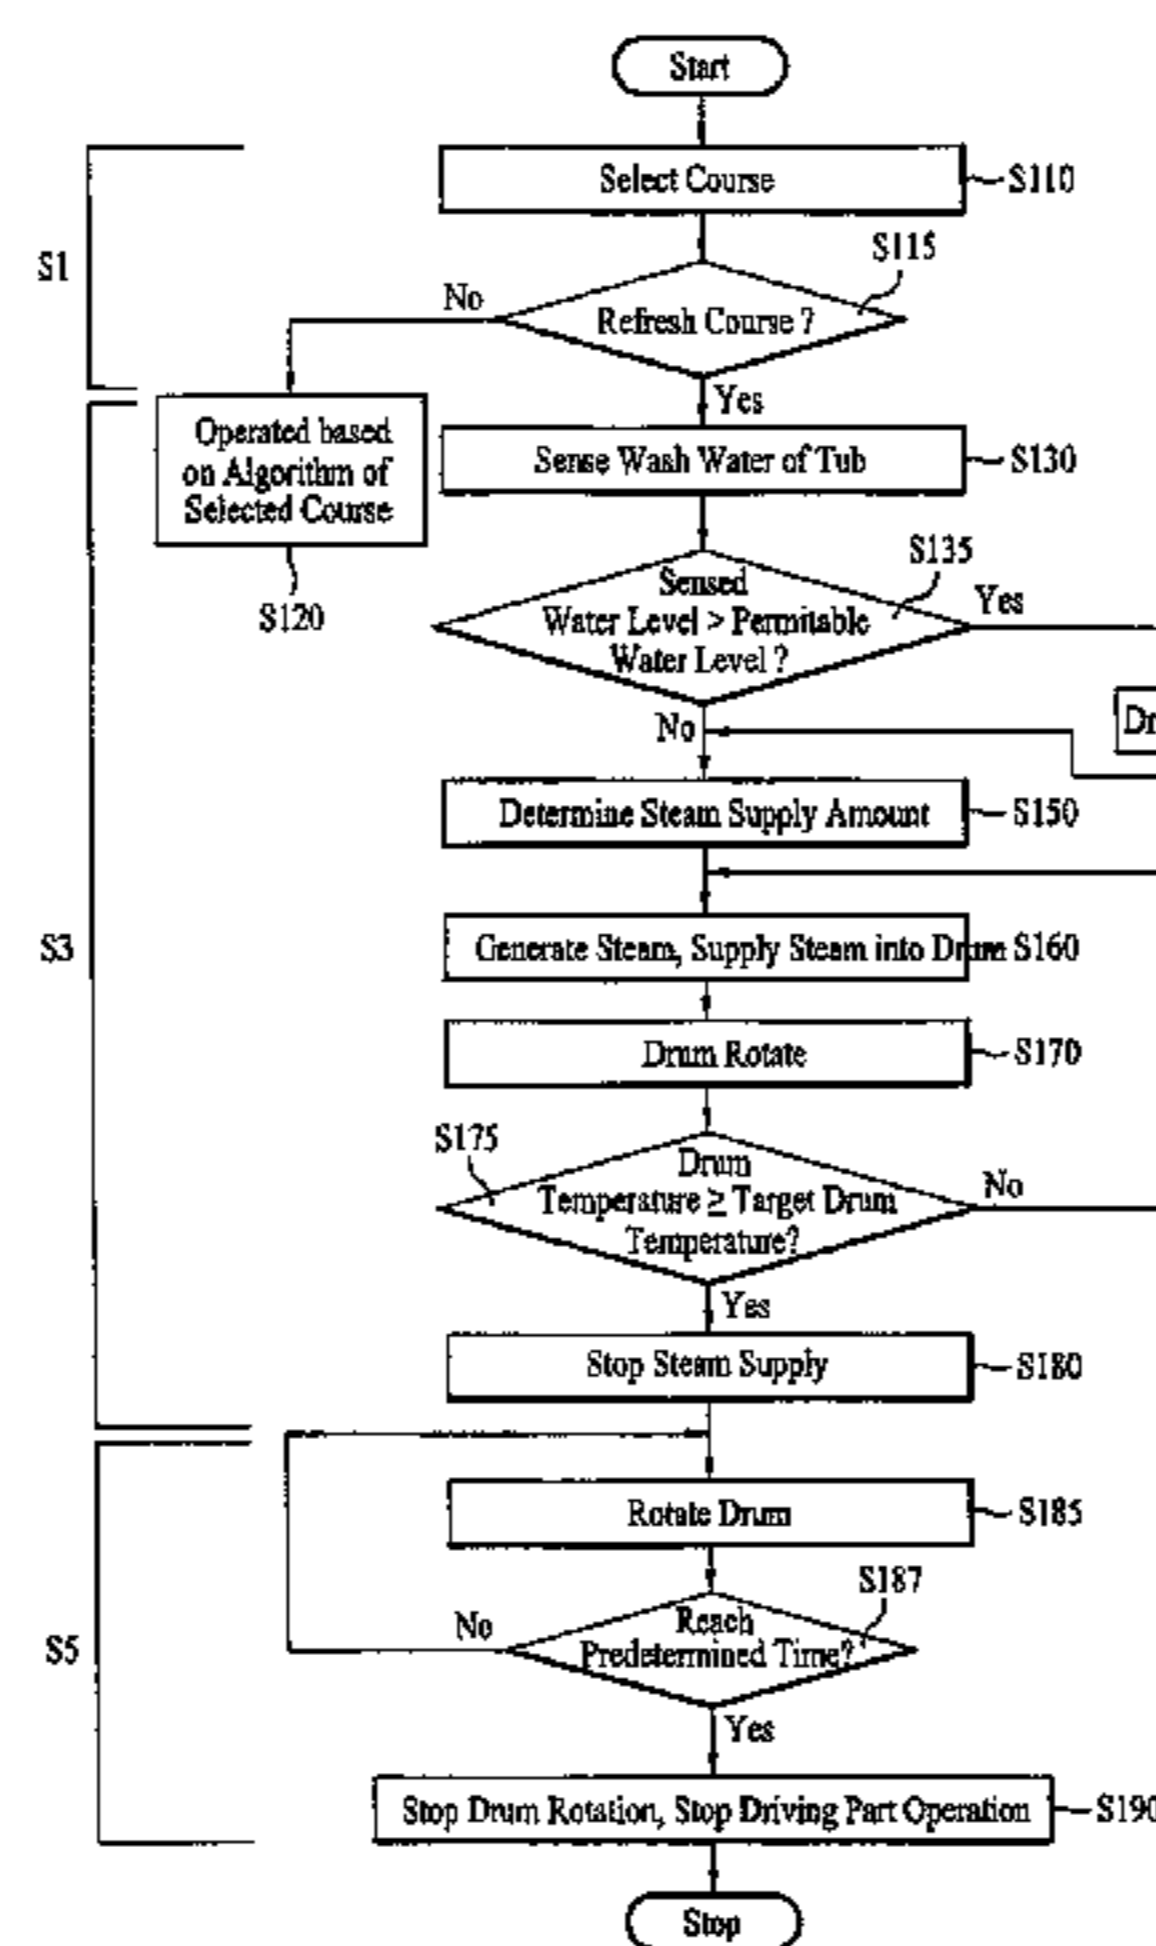 Start
Select Course
S110
S1
S115
No
Refresh Course ?
Yes
Operated based
on Algorithm of
Selected Course
S120
Sense Wash Water of Tub
S130
S135
Sensed
Water Level > Permitable
Water Level ?
Yes
No
Determine Steam Supply Amount
S150
S3
Generate Steam, Supply Steam into Drum
S160
Drum Rotate
S170
S175
Drum
Temperature ≥ Target Drum
Temperature?
No
Yes
Stop Steam Supply
S180
Rotate Drum
S185
S187
S5
No
Reach
Predetermined Time?
Yes
Stop Drum Rotation, Stop Driving Part Operation
S190
Stop